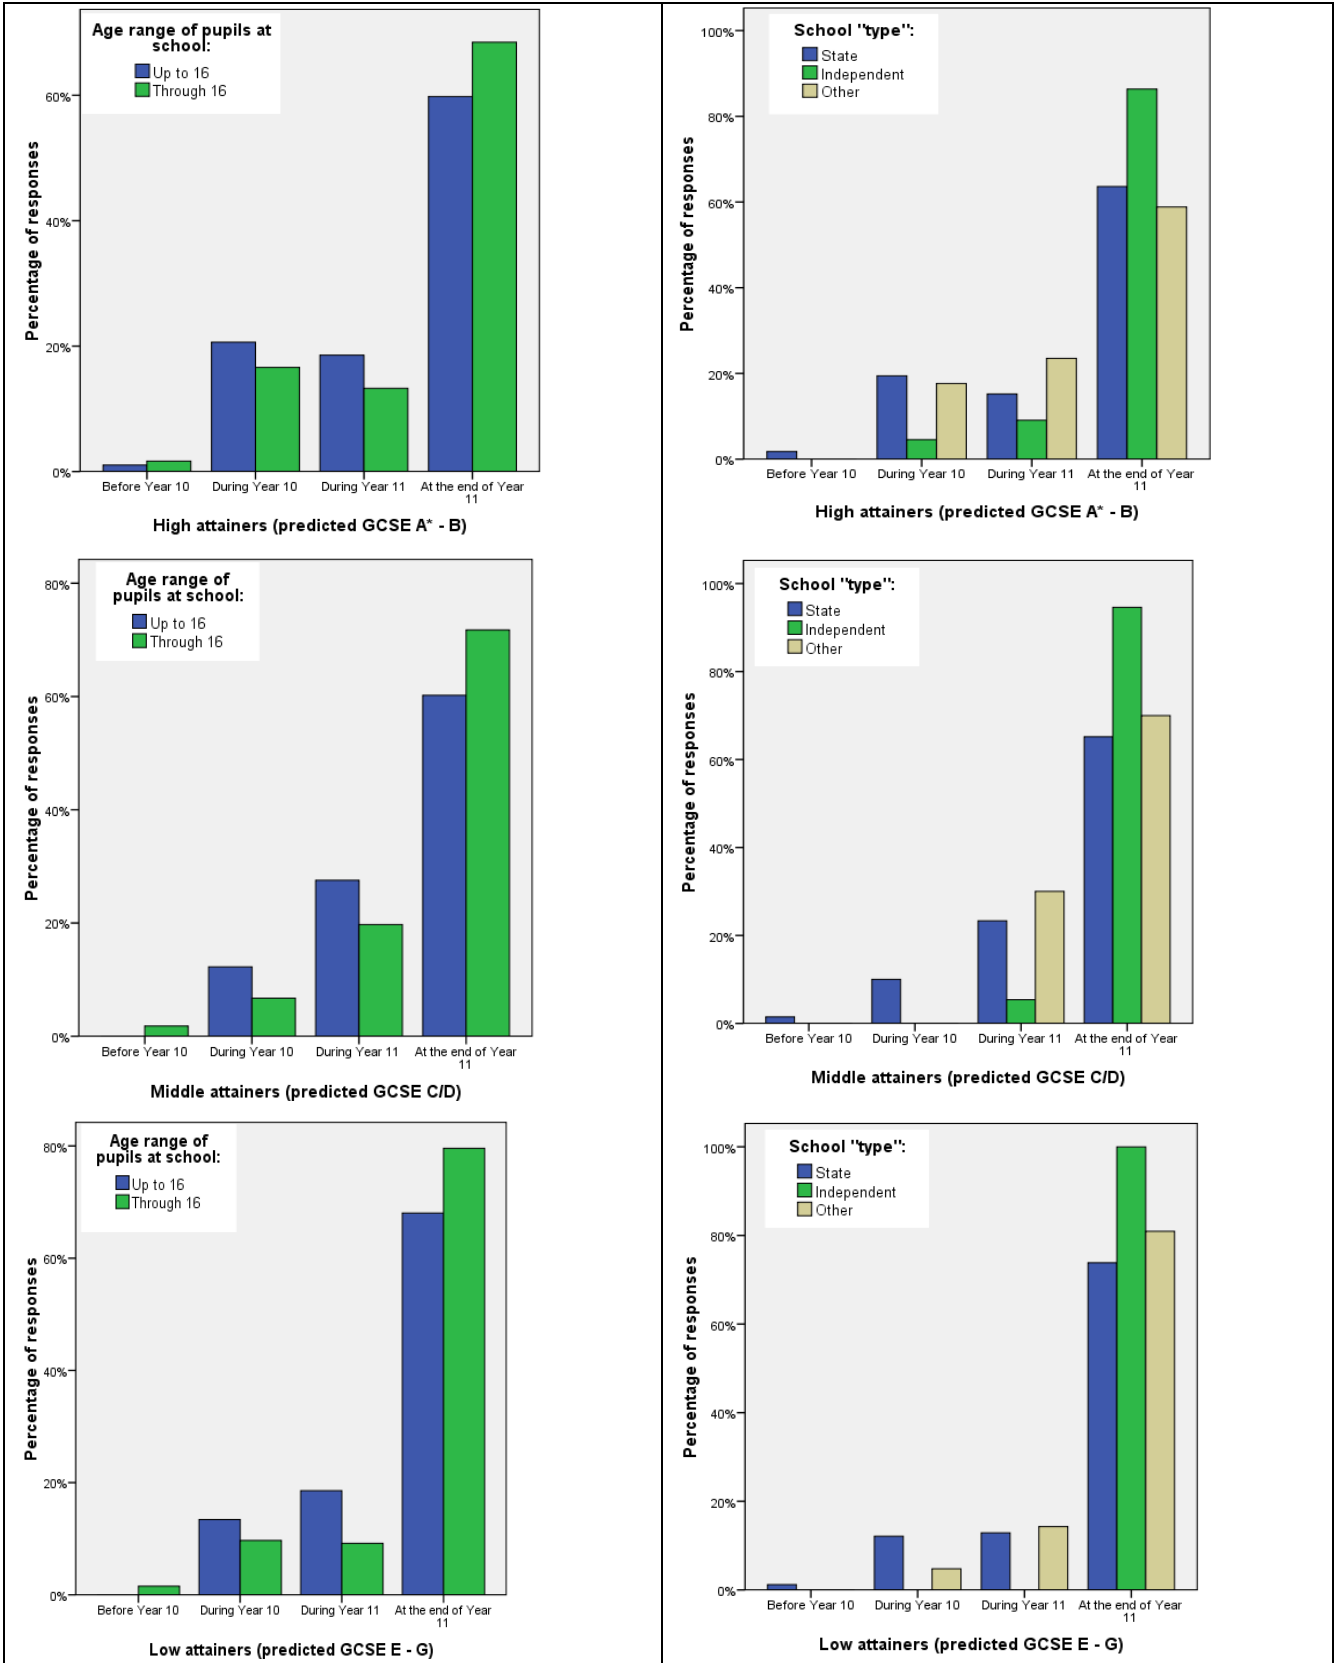 Age range of pupils at
school:
Up to 16
Through 16
Percentage of responses
60%
40%
20%
0%
Before Year 10
During Year 10
During Year 11
At the end of Year
11
High attainers (predicted GCSE A* - B)
School "type":
State
Independent
Other
Percentage of responses
100%
80%
60%
40%
20%
0%
Before Year 10
During Year 10
During Year 11
At the end of Year
11
High attainers (predicted GCSE A* - B)
Age range of
pupils at school:
Up to 16
Through 16
Percentage of responses
80%
60%
40%
20%
0%
Before Year 10
During Year 10
During Year 11
At the end of Year
11
Middle attainers (predicted GCSE C/D)
School "type":
State
Independent
Other
Percentage of responses
100%
80%
60%
40%
20%
0%
Before Year 10
During Year 10
During Year 11
At the end of Year
11
Middle attainers (predicted GCSE C/D)
Age range of
pupils at school:
Up to 16
Through 16
Percentage of responses
80%
60%
40%
20%
0%
Before Year 10
During Year 10
During Year 11
At the end of Year
11
Low attainers (predicted GCSE E - G)
School "type":
State
Independent
Other
Percentage of responses
100%
80%
60%
40%
20%
0%
Before Year 10
During Year 10
During Year 11
At the end of Year
11
Low attainers (predicted GCSE E - G)